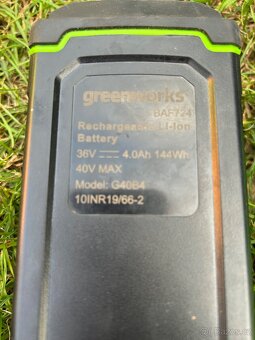 greenworks
BAF724
Rechargeable Li-Ion
Battery
36V ⎓ 4.0Ah 144Wh
40V MAX
Model: G40B4
10INR19/66-2